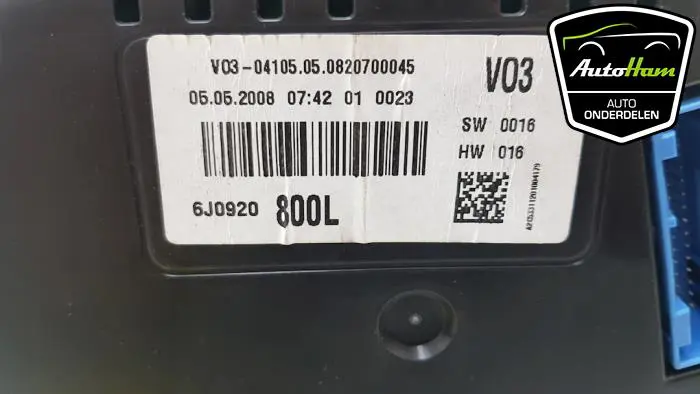 V03-04105.05.0820700045
V03
05.05.2008 07:42 01 0023
SW 0016
HW 016
6J0920 800L
A2C53311201004179
AutoHam
AUTO
ONDERDELEN